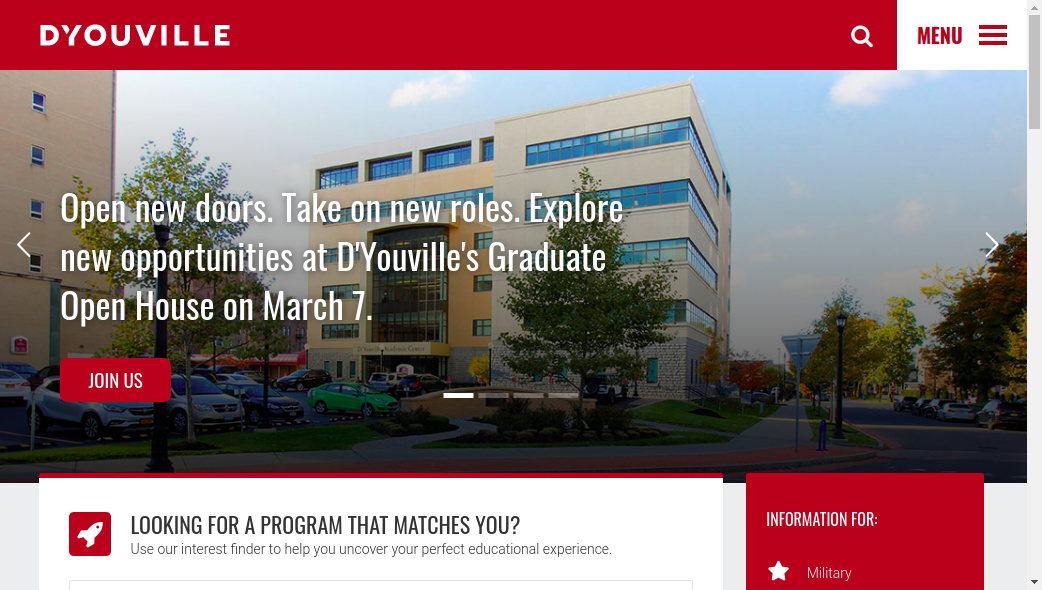 DYOUVILLE
MENU
Open new doors. Take on new roles. Explore
new opportunities at D'Youville's Graduate
Open House on March 7.
JOIN US
LOOKING FOR A PROGRAM THAT MATCHES YOU?
Use our interest finder to help you uncover your perfect educational experience.
INFORMATION FOR:
Military